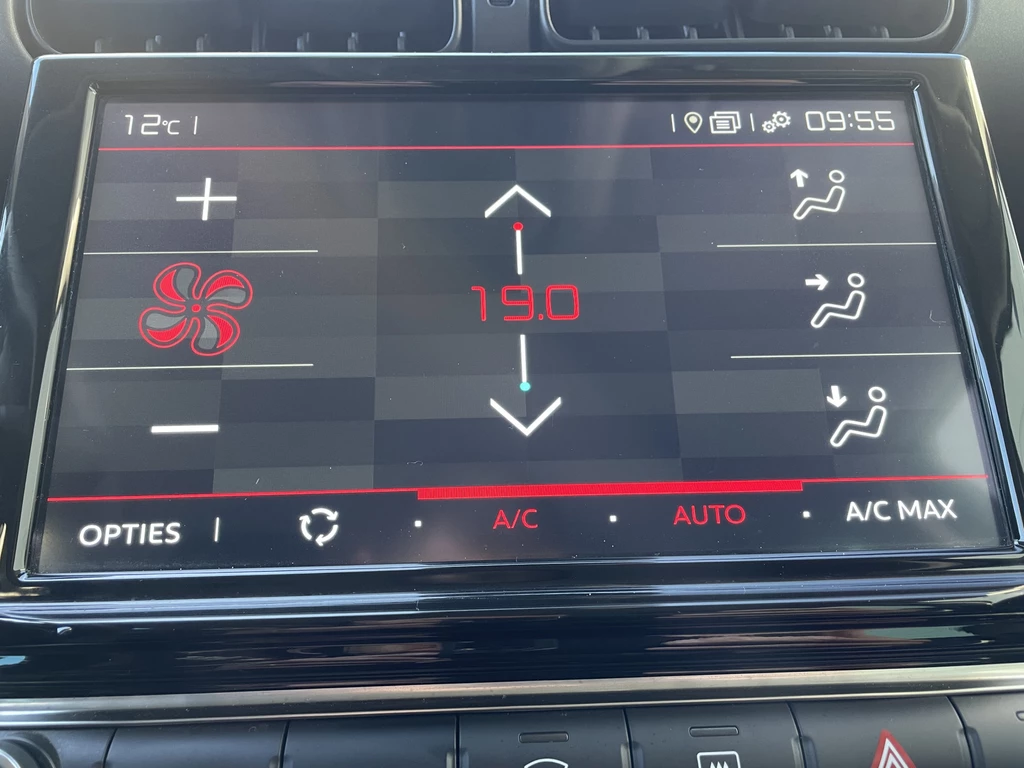 12°C
09:55
19.0
OPTIES
A/C
AUTO
A/C MAX